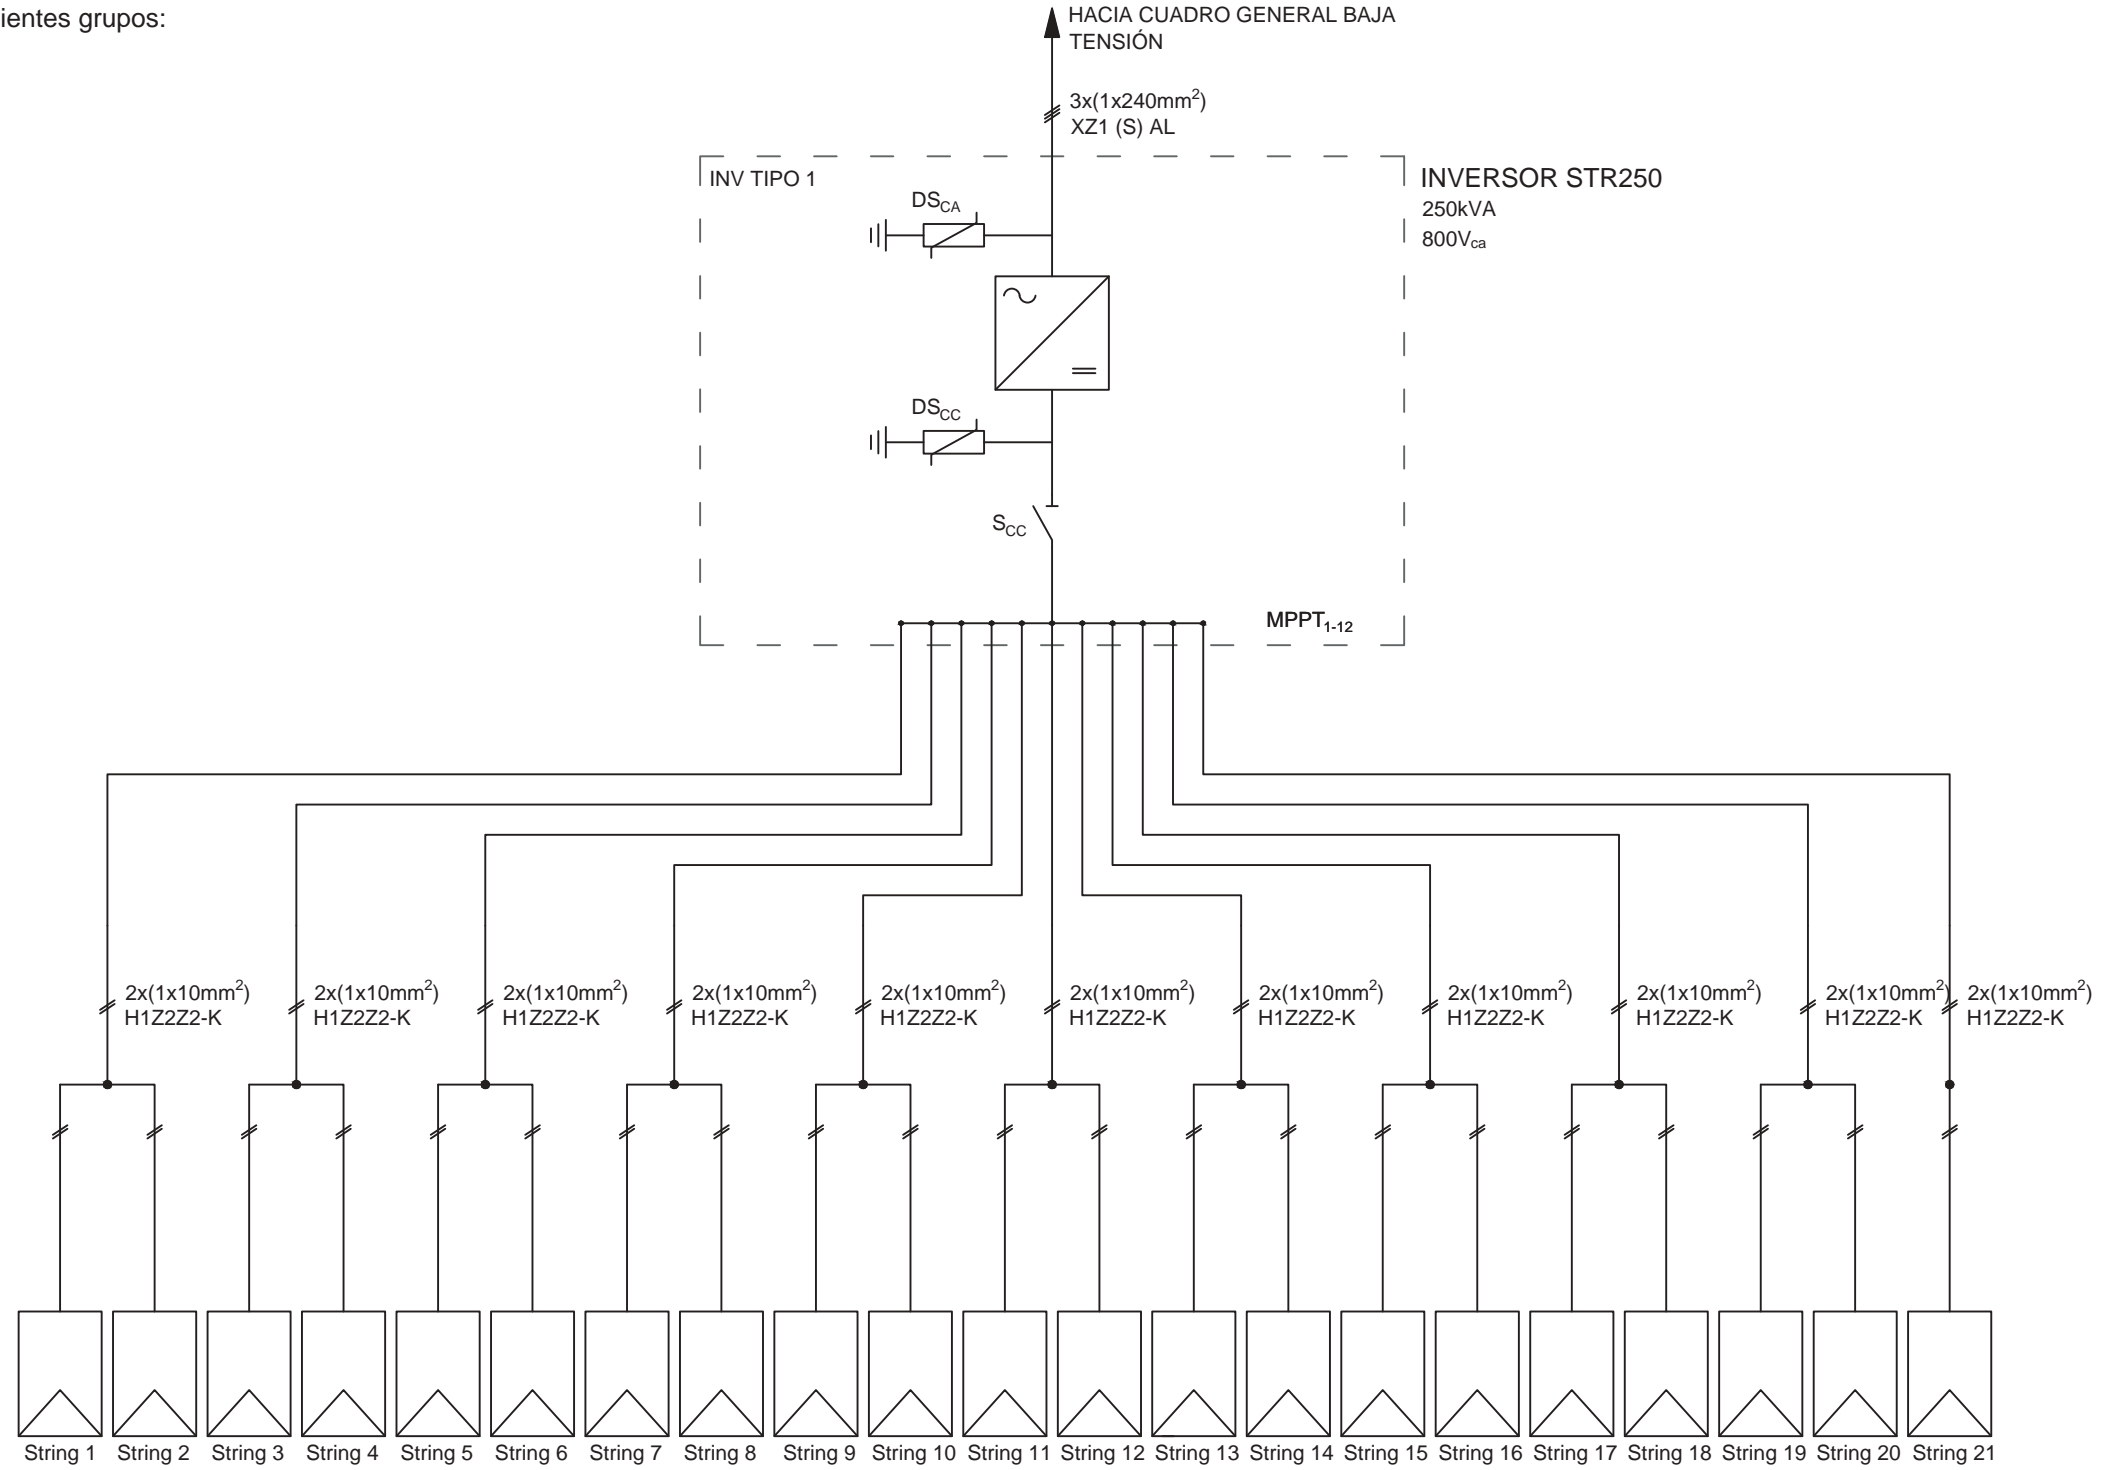 ientes grupos:
HACIA CUADRO GENERAL BAJA
TENSIÓN
3x(1x240mm²)
XZ1 (S) AL
INV TIPO 1
INVERSOR STR250
250kVA
800Vca
DSCA
DSCC
SCC
MPPT1-12
2x(1x10mm²) 2x(1x10mm²) 2x(1x10mm²) 2x(1x10mm²) 2x(1x10mm²) 2x(1x10mm²) 2x(1x10mm²) 2x(1x10mm²) 2x(1x10mm²) 2x(1x10mm²) 2x(1x10mm²)
H1Z2Z2-K H1Z2Z2-K H1Z2Z2-K H1Z2Z2-K H1Z2Z2-K H1Z2Z2-K H1Z2Z2-K H1Z2Z2-K H1Z2Z2-K H1Z2Z2-K H1Z2Z2-K
String 1 String 2 String 3 String 4 String 5 String 6 String 7 String 8 String 9 String 10 String 11 String 12 String 13 String 14 String 15 String 16 String 17 String 18 String 19 String 20 String 21